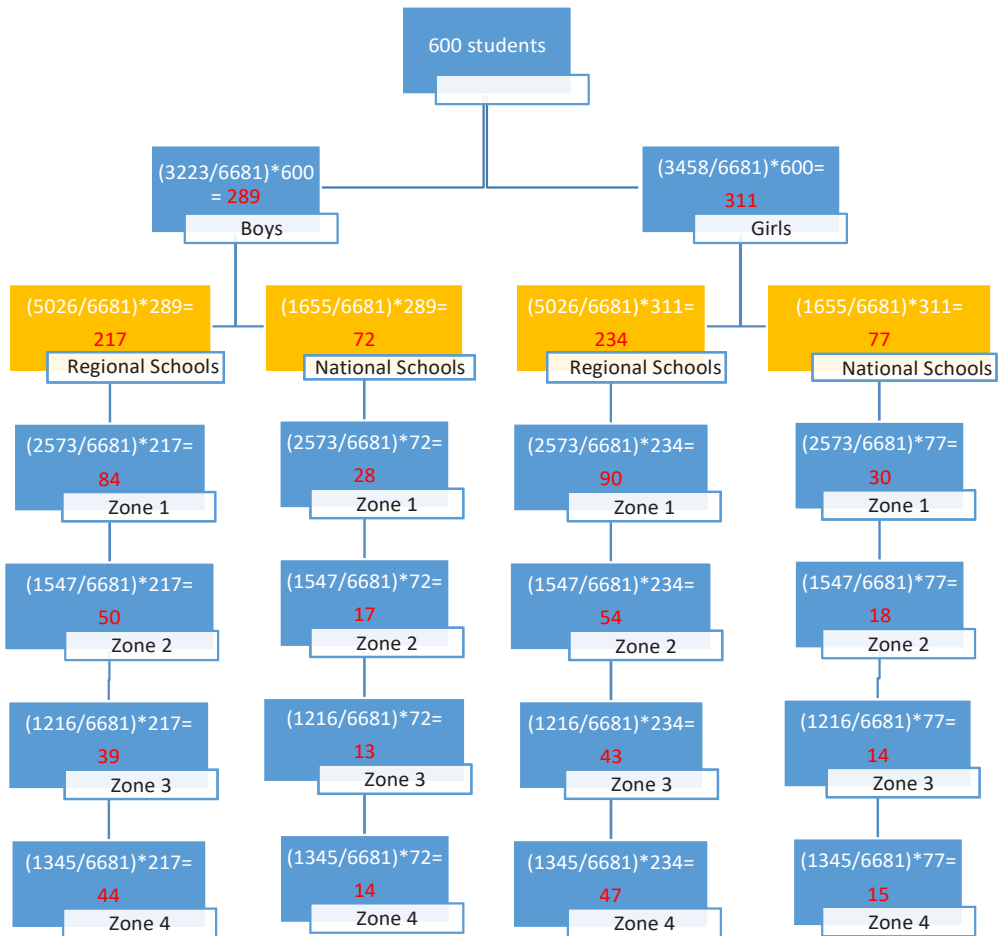 600 students
(3223/6681)*600
= 289
Boys
(3458/6681)*600=
311
Girls
(5026/6681)*289=
217
Regional Schools
(1655/6681)*289=
72
National Schools
(5026/6681)*311=
234
Regional Schools
(1655/6681)*311=
77
National Schools
(2573/6681)*217=
84
Zone 1
(2573/6681)*72=
28
Zone 1
(2573/6681)*234=
90
Zone 1
(2573/6681)*77=
30
Zone 1
(1547/6681)*217=
50
Zone 2
(1547/6681)*72=
17
Zone 2
(1547/6681)*234=
54
Zone 2
(1547/6681)*77=
18
Zone 2
(1216/6681)*217=
39
Zone 3
(1216/6681)*72=
13
Zone 3
(1216/6681)*234=
43
Zone 3
(1216/6681)*77=
14
Zone 3
(1345/6681)*217=
44
Zone 4
(1345/6681)*72=
14
Zone 4
(1345/6681)*234=
47
Zone 4
(1345/6681)*77=
15
Zone 4